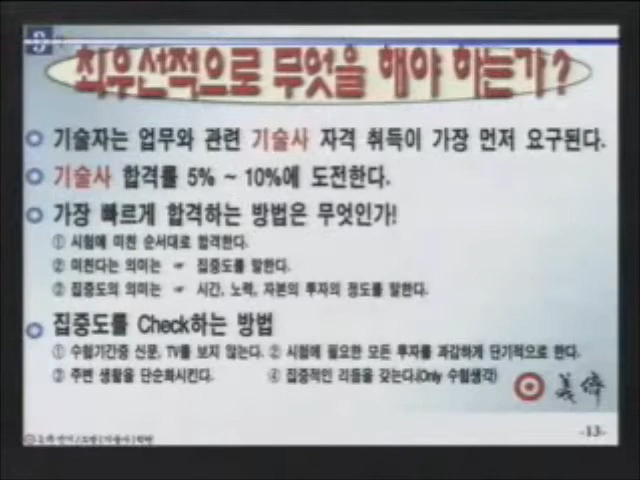 최우선적으로 무엇을 해야 하는가?
기술자는 업무와 관련 기술사 자격 취득이 가장 먼저 요구된다.
기술사 합격률 5% ~ 10%에 도전한다.
가장 빠르게 합격하는 방법은 무엇인가!
① 시험에 미친 순서대로 합격한다.
② 미친다는 의미는 ☞ 집중도를 말한다.
③ 집중도의 의미는 ☞ 시간, 노력, 자본의 투자의 정도를 말한다.
집중도를 Check하는 방법
① 수험기간중 신문, TV를 보지 않는다. ② 시험에 필요한 모든 투자를 과감하게 단기적으로 한다.
③ 주변 생활을 단순화시킨다. ④ 집중적인 리듬을 갖는다.(Only 수험생각)
-13-